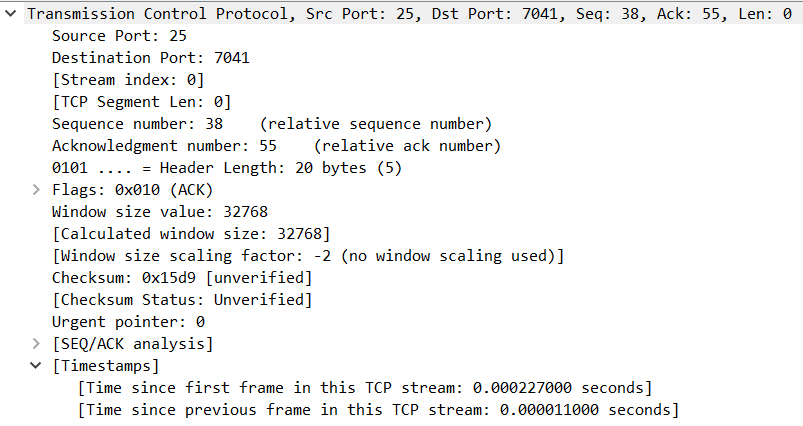 Transmission Control Protocol, Src Port: 25, Dst Port: 7041, Seq: 38, Ack: 55, Len: 0
Source Port: 25
Destination Port: 7041
[Stream index: 0]
[TCP Segment Len: 0]
Sequence number: 38    (relative sequence number)
Acknowledgment number: 55    (relative ack number)
0101 .... = Header Length: 20 bytes (5)
Flags: 0x010 (ACK)
Window size value: 32768
[Calculated window size: 32768]
[Window size scaling factor: -2 (no window scaling used)]
Checksum: 0x15d9 [unverified]
[Checksum Status: Unverified]
Urgent pointer: 0
[SEQ/ACK analysis]
[Timestamps]
[Time since first frame in this TCP stream: 0.000227000 seconds]
[Time since previous frame in this TCP stream: 0.000011000 seconds]